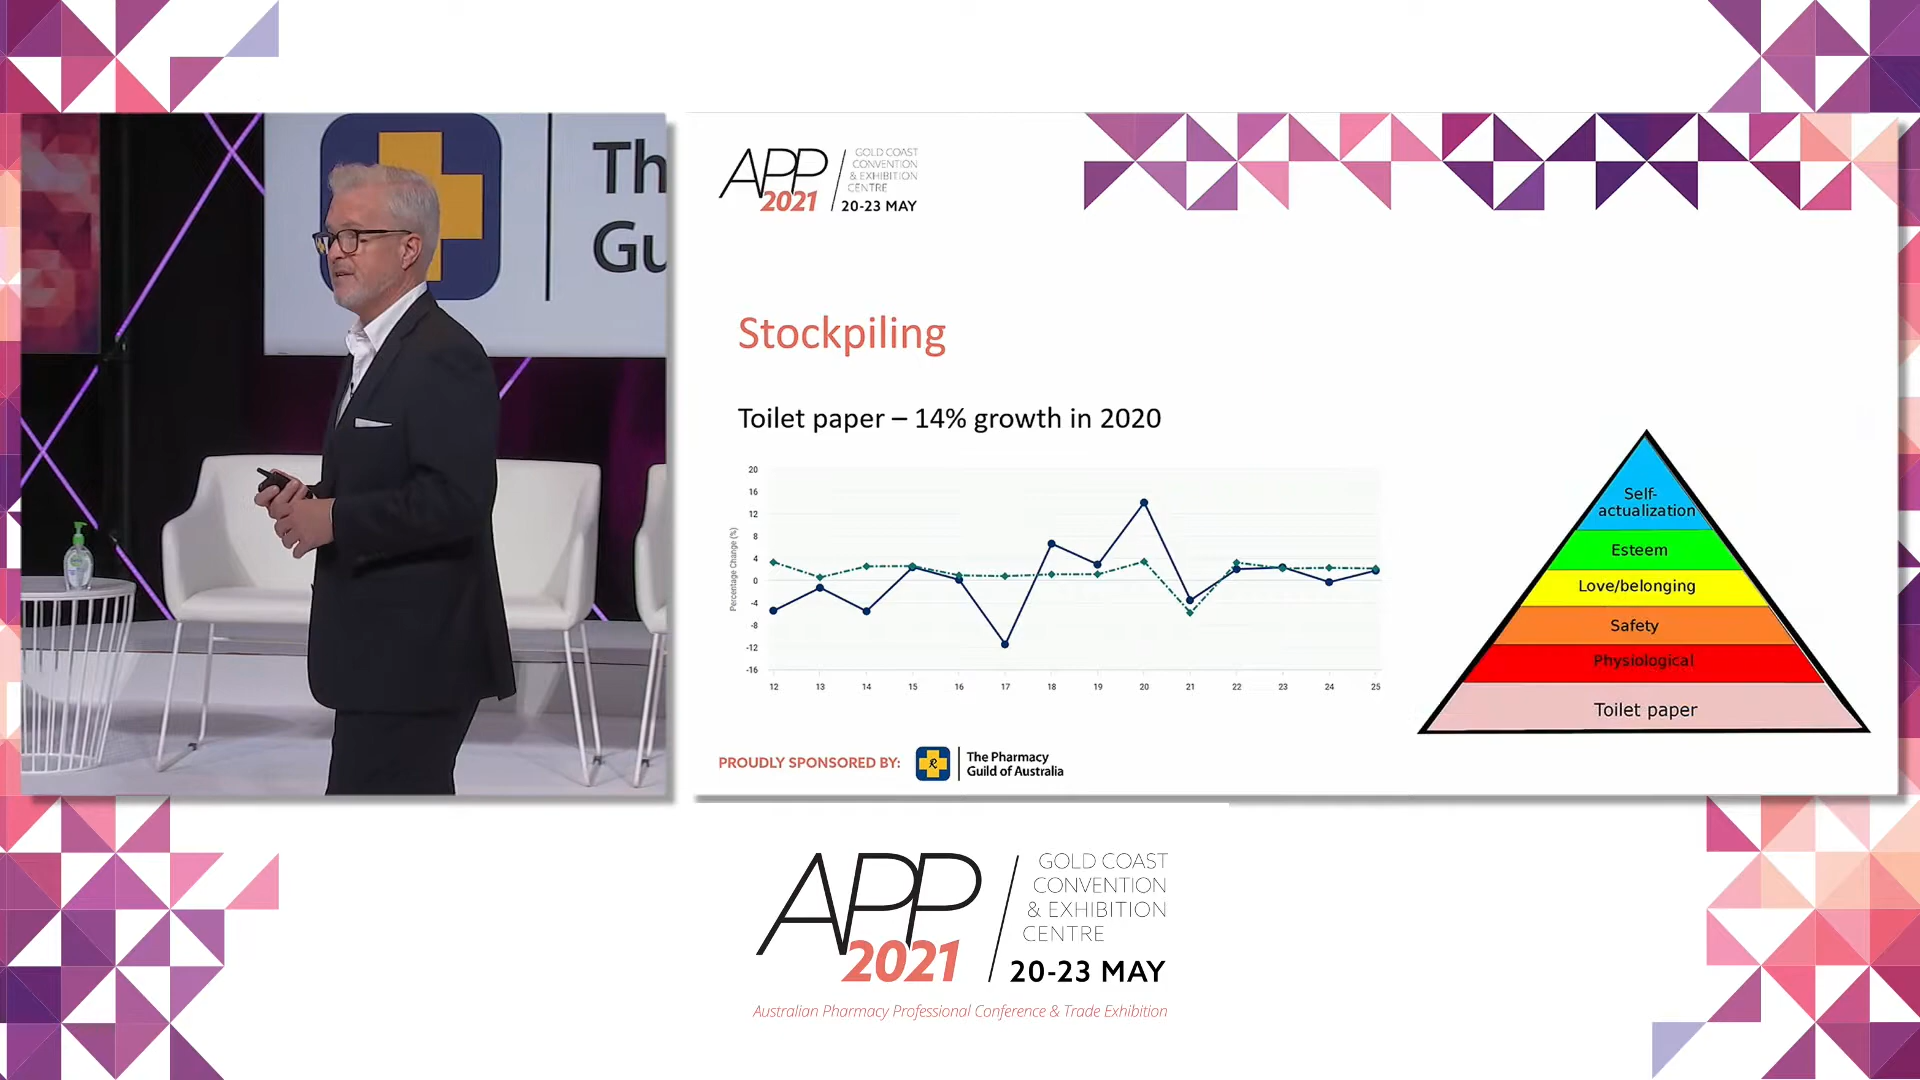 Th
Gu
APP
2021
GOLD COAST
CONVENTION
& EXHIBITION
CENTRE
20-23 MAY
Stockpiling
Toilet paper – 14% growth in 2020
Percentage Change (%)
20
16
12
8
4
0
-4
-8
-12
-16
12 13 14 15 16 17 18 19 20 21 22 23 24 25
Self-
actualization
Esteem
Love/belonging
Safety
Physiological
Toilet paper
PROUDLY SPONSORED BY:
The Pharmacy
Guild of Australia
APP
2021
GOLD COAST
CONVENTION
& EXHIBITION
CENTRE
20-23 MAY
Australian Pharmacy Professional Conference & Trade Exhibition